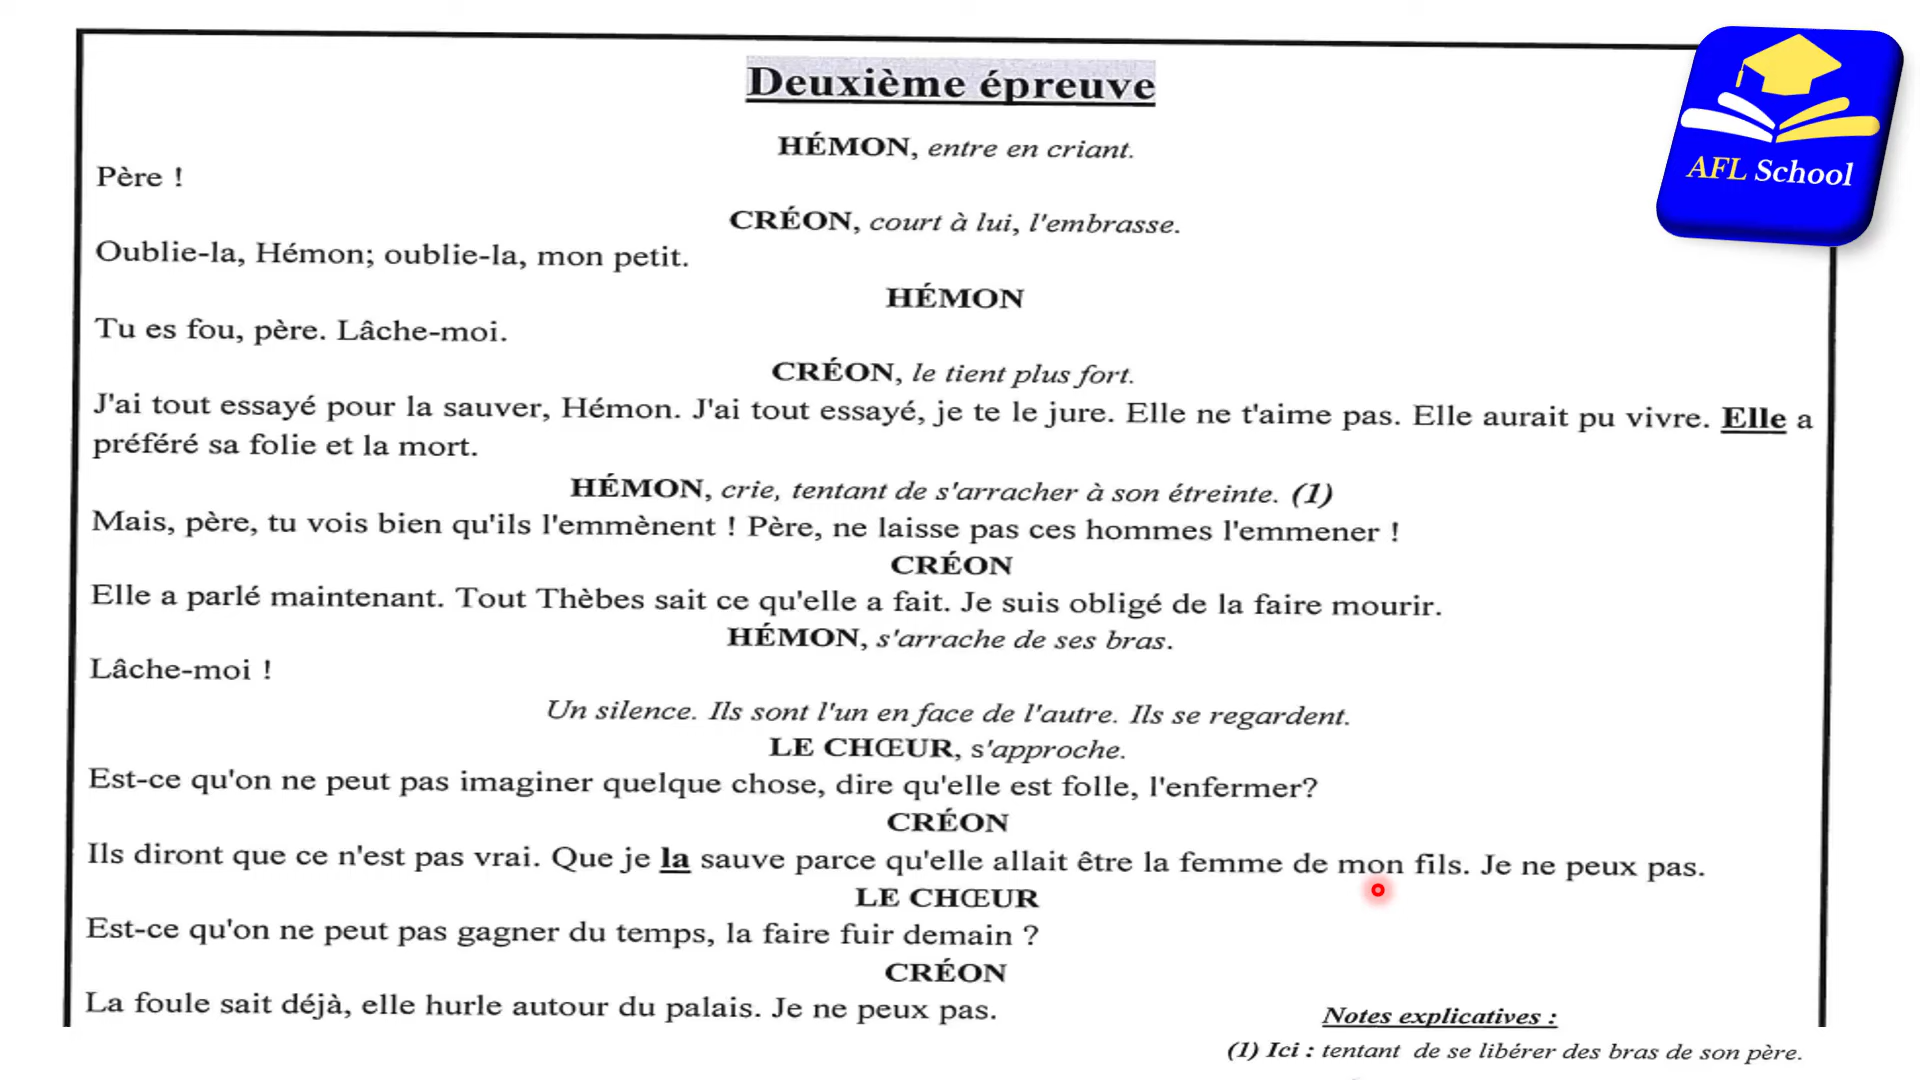 Deuxième épreuve
AFL School
HÉMON, entre en criant.
Père !
CRÉON, court à lui, l'embrasse.
Oublie-la, Hémon; oublie-la, mon petit.
HÉMON
Tu es fou, père. Lâche-moi.
CRÉON, le tient plus fort.
J'ai tout essayé pour la sauver, Hémon. J'ai tout essayé, je te le jure. Elle ne t'aime pas. Elle aurait pu vivre. Elle a
préféré sa folie et la mort.
HÉMON, crie, tentant de s'arracher à son étreinte. (1)
Mais, père, tu vois bien qu'ils l'emmènent ! Père, ne laisse pas ces hommes l'emmener !
CRÉON
Elle a parlé maintenant. Tout Thèbes sait ce qu'elle a fait. Je suis obligé de la faire mourir.
HÉMON, s'arrache de ses bras.
Lâche-moi !
Un silence. Ils sont l'un en face de l'autre. Ils se regardent.
LE CHŒUR, s'approche.
Est-ce qu'on ne peut pas imaginer quelque chose, dire qu'elle est folle, l'enfermer?
CRÉON
Ils diront que ce n'est pas vrai. Que je la sauve parce qu'elle allait être la femme de mon fils. Je ne peux pas.
LE CHŒUR
Est-ce qu'on ne peut pas gagner du temps, la faire fuir demain ?
CRÉON
La foule sait déjà, elle hurle autour du palais. Je ne peux pas.
Notes explicatives :
(1) Ici : tentant de se libérer des bras de son père.